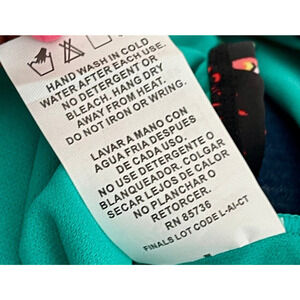 HAND WASH IN COLD
WATER AFTER EACH USE.
NO DETERGENT OR
BLEACH. HANG DRY
AWAY FROM HEAT.
DO NOT IRON OR WRING.
LAVAR A MANO CON
AGUA FRIA DESPUES
DE CADA USO.
NO USE DETERGENTE O
BLANQUEADOR. COLGAR
SECAR LEJOS DE CALOR
NO PLANCHAR O
RETORCER.
RN 85736
FINALS LOT CODE L-AI-CT